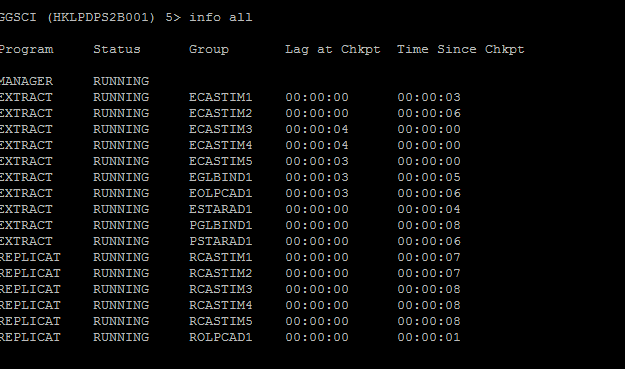 GGSCI (HKLPDPS2B001) 5> info all
Program     Status      Group       Lag at Chkpt  Time Since Chkpt
MANAGER     RUNNING
EXTRACT     RUNNING     ECASTIM1    00:00:00      00:00:03
EXTRACT     RUNNING     ECASTIM2    00:00:00      00:00:06
EXTRACT     RUNNING     ECASTIM3    00:00:04      00:00:00
EXTRACT     RUNNING     ECASTIM4    00:00:04      00:00:00
EXTRACT     RUNNING     ECASTIM5    00:00:03      00:00:00
EXTRACT     RUNNING     EGLBIND1    00:00:03      00:00:05
EXTRACT     RUNNING     EOLPCAD1    00:00:03      00:00:06
EXTRACT     RUNNING     ESTARAD1    00:00:00      00:00:04
EXTRACT     RUNNING     PGLBIND1    00:00:00      00:00:08
EXTRACT     RUNNING     PSTARAD1    00:00:00      00:00:06
REPLICAT    RUNNING     RCASTIM1    00:00:00      00:00:07
REPLICAT    RUNNING     RCASTIM2    00:00:00      00:00:07
REPLICAT    RUNNING     RCASTIM3    00:00:00      00:00:08
REPLICAT    RUNNING     RCASTIM4    00:00:00      00:00:08
REPLICAT    RUNNING     RCASTIM5    00:00:00      00:00:08
REPLICAT    RUNNING     ROLPCAD1    00:00:00      00:00:01